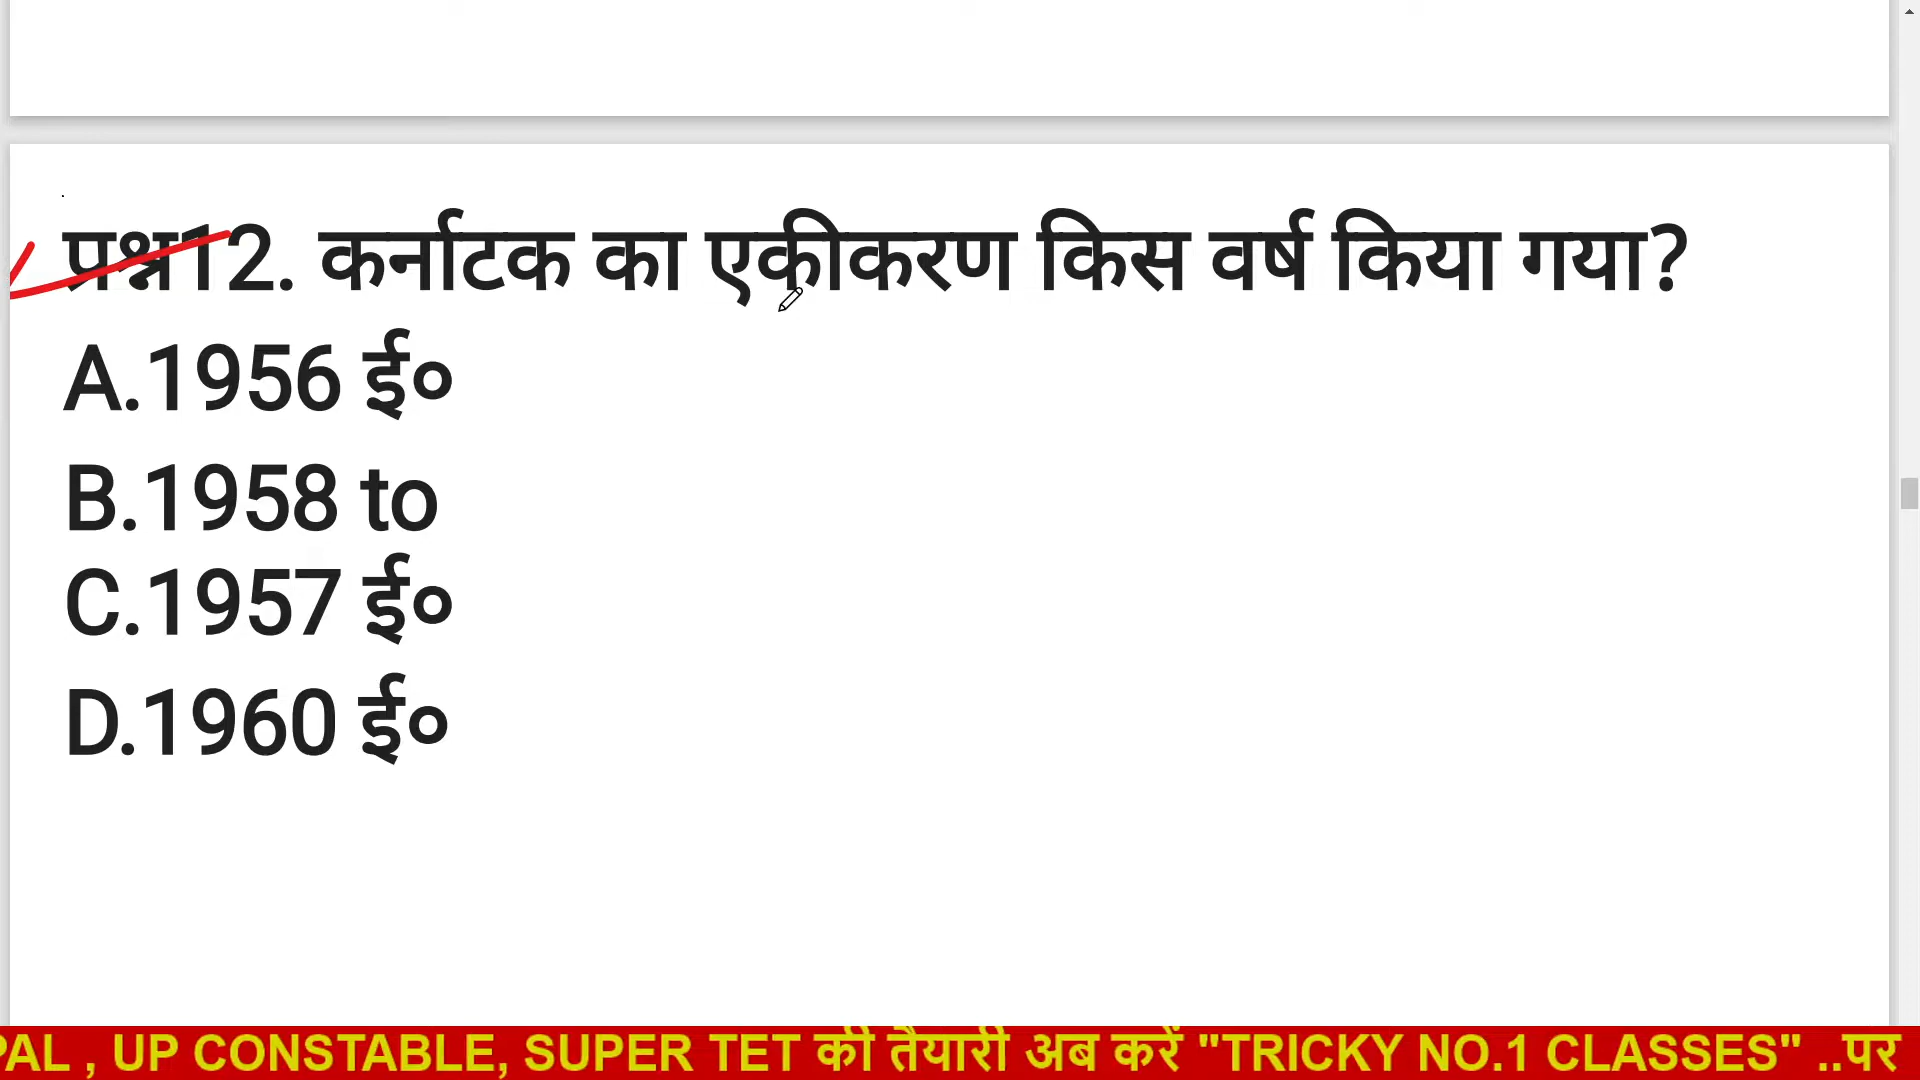 प्रश्न12. कर्नाटक का एकीकरण किस वर्ष किया गया?
A.1956 ई०
B.1958 to
C.1957 ई०
D.1960 ई०
PAL , UP CONSTABLE, SUPER TET की तैयारी अब करें "TRICKY NO.1 CLASSES" ..पर